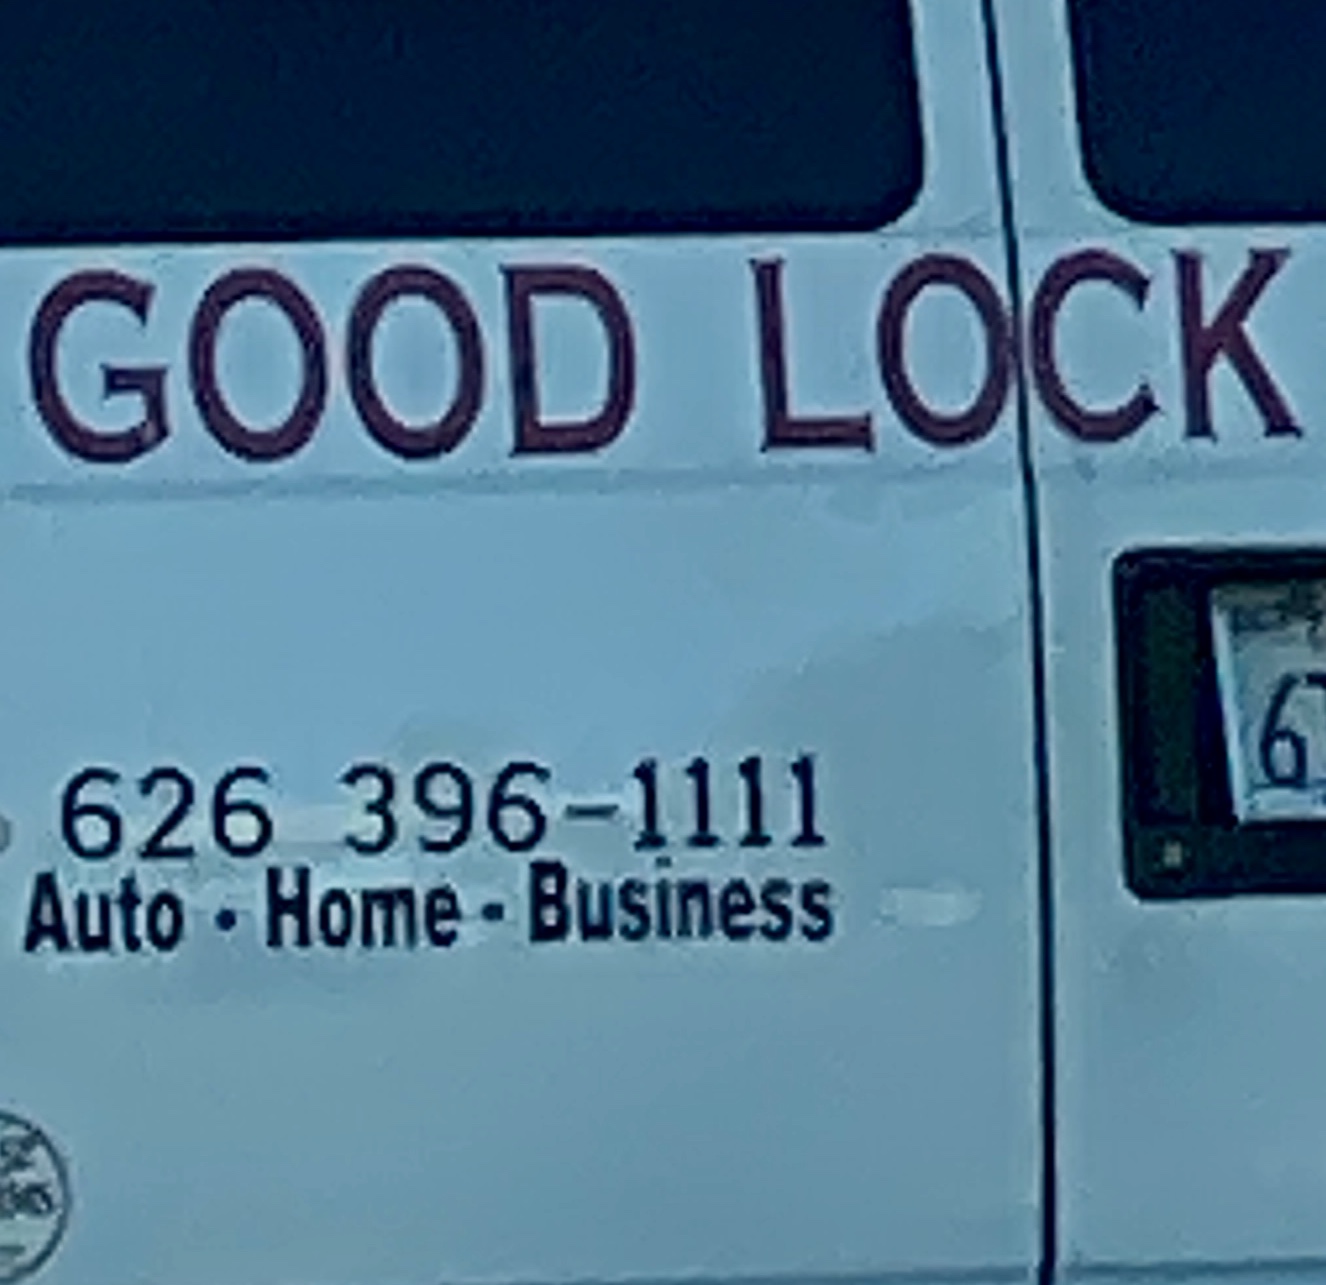 GOOD LOCK
626 396-1111
Auto · Home · Business